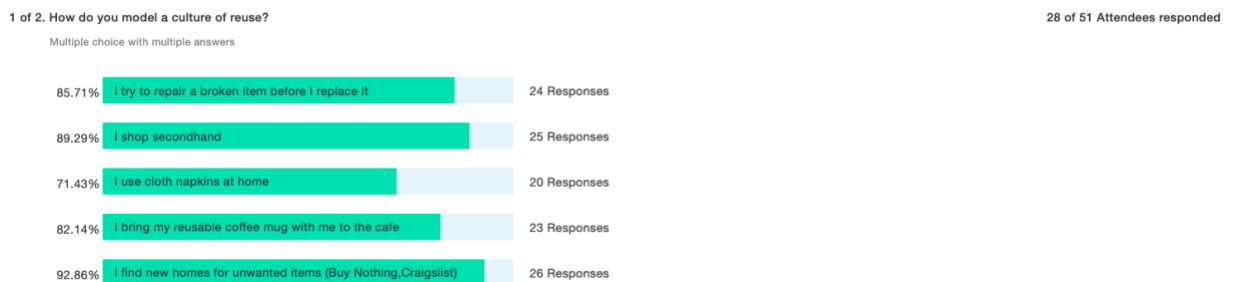 1 of 2. How do you model a culture of reuse? 28 of 51 Attendees responded
Multiple choice with multiple answers
85.71% I try to repair a broken item before I replace it 24 Responses
89.29% I shop secondhand 25 Responses
71.43% I use cloth napkins at home 20 Responses
82.14% I bring my reusable coffee mug with me to the cafe 23 Responses
92.86% I find new homes for unwanted items (Buy Nothing,Craigslist) 26 Responses